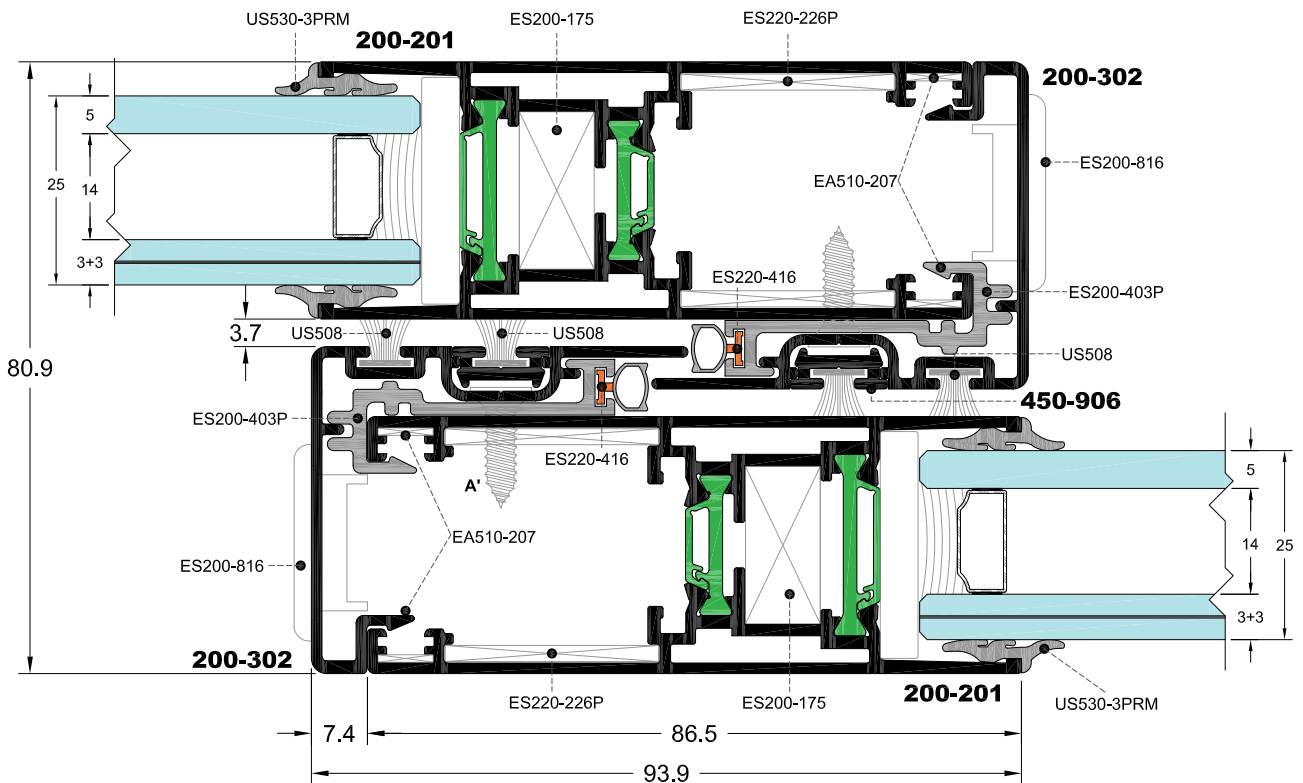 US530-3PRM
ES200-175
ES220-226P
200-201
200-302
5
25
14
3+3
ES200-816
EA510-207
ES220-416
ES200-403P
3.7
US508
US508
US508
80.9
450-906
ES200-403P
ES220-416
A'
5
EA510-207
14
25
ES200-816
3+3
200-302
ES220-226P
ES200-175
200-201
US530-3PRM
7.4
86.5
93.9